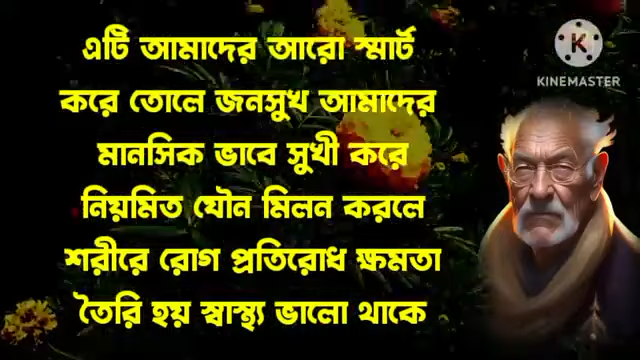 এটি আমাদের আরো স্মার্ট
করে তোলে জনসুখ আমাদের
মানসিক ভাবে সুখী করে
নিয়মিত যৌন মিলন করলে
শরীরে রোগ প্রতিরোধ ক্ষমতা
তৈরি হয় স্বাস্থ্য ভালো থাকে
K
KINEMASTER